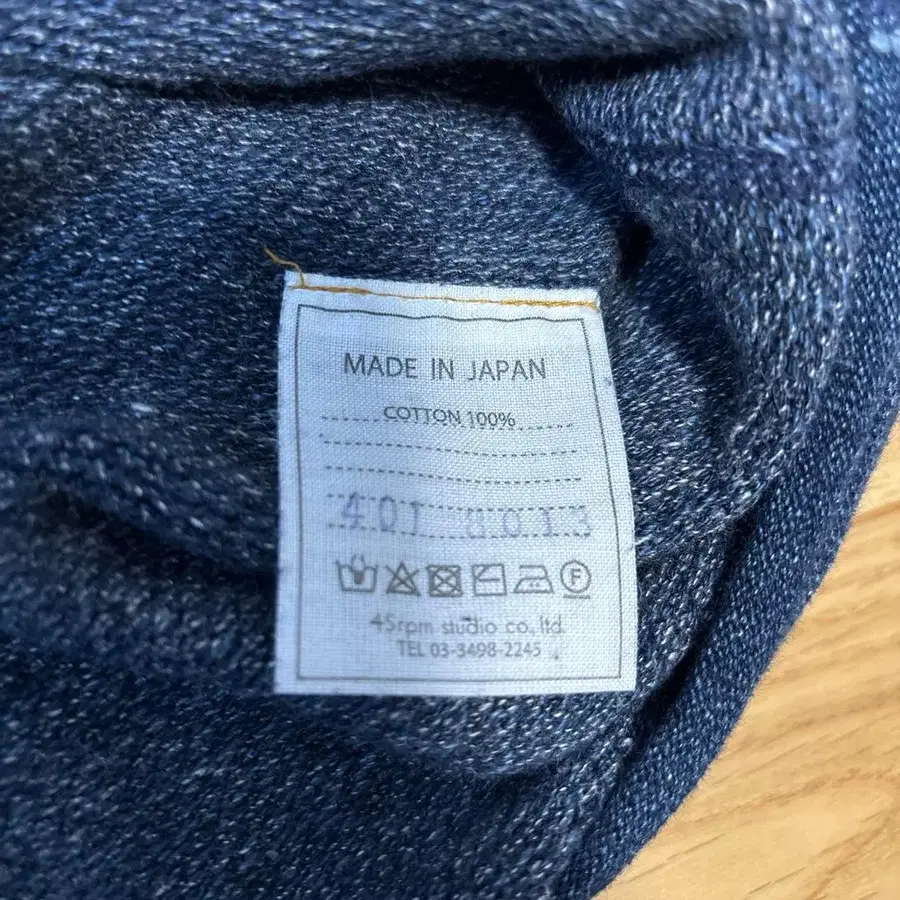 MADE IN JAPAN
COTTON 100%
401 8013
F
45rpm studio co., ltd.
TEL 03-3498-2245